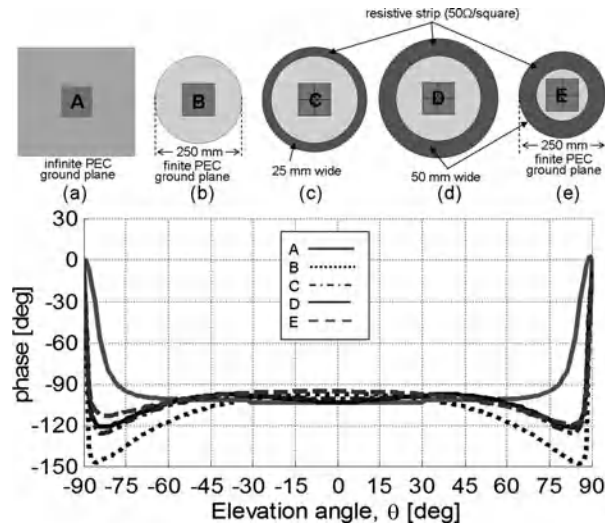 resistive strip (50Ω/square)
A
B
C
D
E
infinite PEC
ground plane
250 mm
finite PEC
ground plane
25 mm wide
50 mm wide
250 mm
finite PEC
ground plane
(a)
(b)
(c)
(d)
(e)
30
0
-30
-60
-90
-120
-150
phase [deg]
A
B
C
D
E
-90 -75 -60 -45 -30 -15 0 15 30 45 60 75 90
Elevation angle, θ [deg]